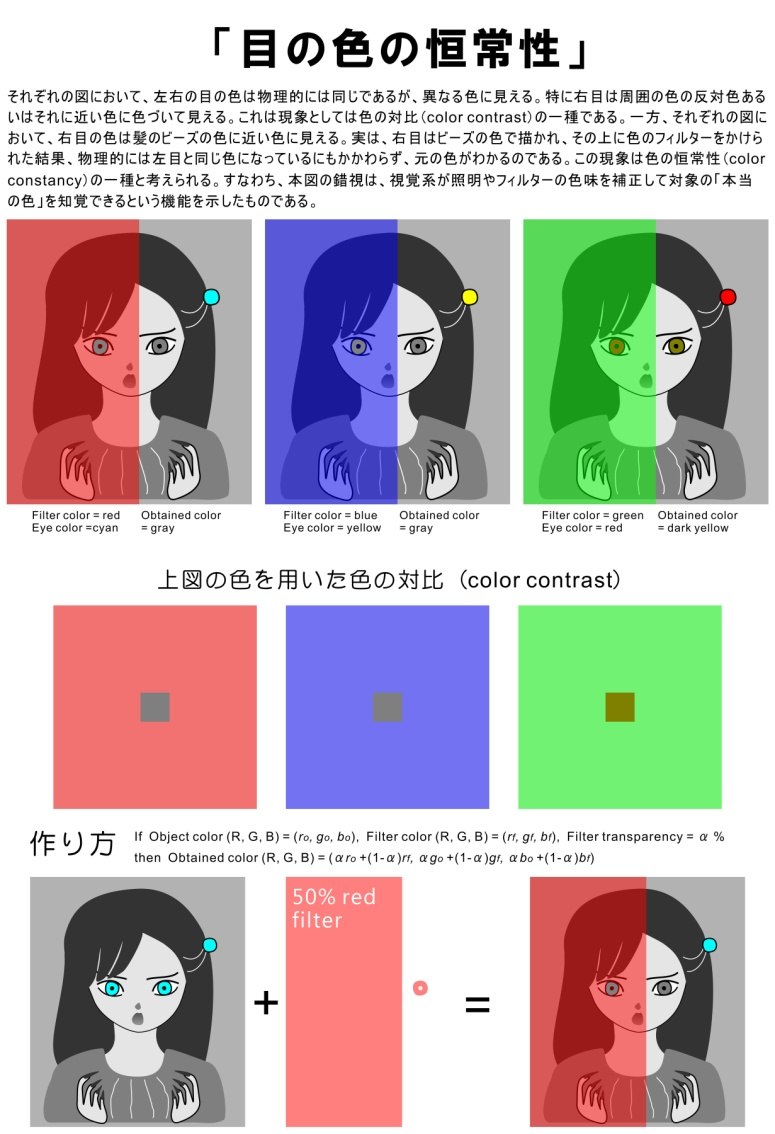 「目の色の恒常性」
それぞれの図において、左右の目の色は物理的には同じであるが、異なる色に見える。特に右目は周囲の色の反対色ある
いはそれに近い色に色づいて見える。これは現象としては色の対比（color contrast）の一種である。一方、それぞれの図に
おいて、右目の色は髪のビーズの色に近い色に見える。実は、右目はビーズの色で描かれ、その上に色のフィルターをかけら
れた結果、物理的には左目と同じ色になっているにもかかわらず、元の色がわかるのである。この現象は色の恒常性（color
constancy）の一種と考えられる。すなわち、本図の錯視は、視覚系が照明やフィルターの色味を補正して対象の「本当
の色」を知覚できるという機能を示したものである。
Filter color = red Obtained color
Eye color =cyan = gray
Filter color = blue Obtained color
Eye color = yellow = gray
Filter color = green Obtained color
Eye color = red = dark yellow
上図の色を用いた色の対比（color contrast）
作り方
If Object color (R, G, B) = (ro, go, bo), Filter color (R, G, B) = (rf, gf, bf), Filter transparency = α %
then Obtained color (R, G, B) = (αro +(1-α)rf, αgo +(1-α)gf, αbo +(1-α)bf)
50% red
filter
+ =